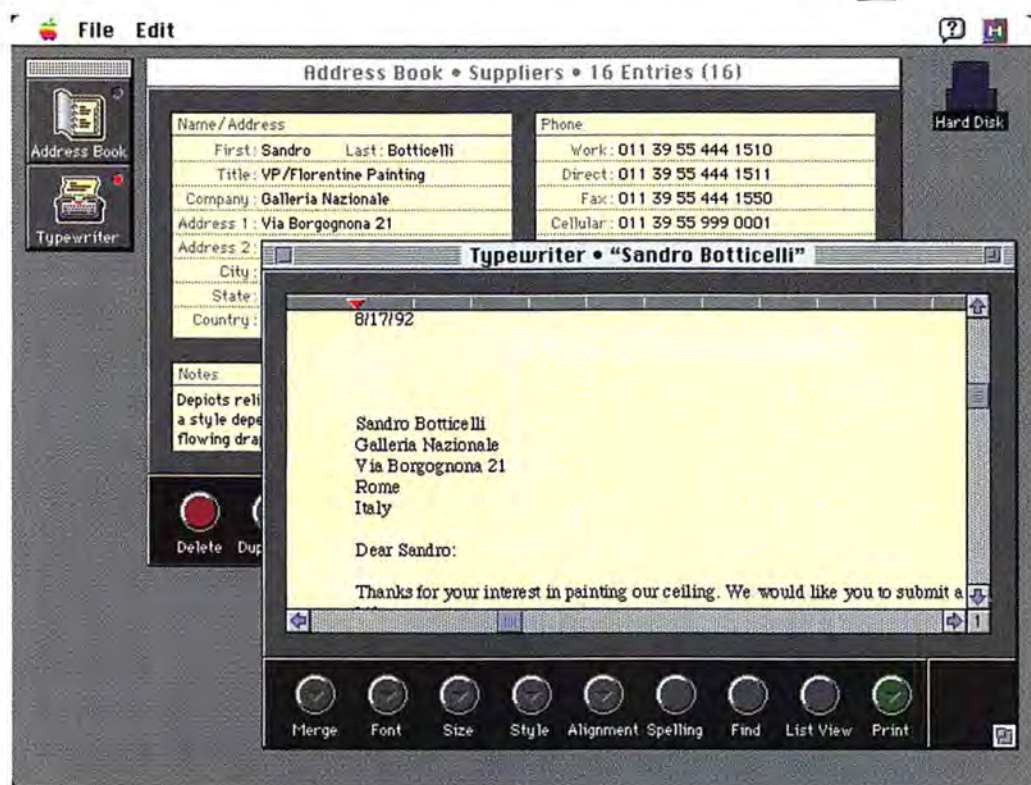 File Edit
Address Book
Typewriter
Hard Disk
Address Book • Suppliers • 16 Entries (16)
Name/Address
First: Sandro Last: Botticelli
Title: VP/Florentine Painting
Company: Galleria Nazionale
Address 1: Via Borgognona 21
Address 2:
City:
State:
Country:
Phone
Work: 011 39 55 444 1510
Direct: 011 39 55 444 1511
Fax: 011 39 55 444 1550
Cellular: 011 39 55 999 0001
Notes
Depiots reli
a style depe
flowing drap
Delete Dup
Typewriter • “Sandro Botticelli”
8/17/92
Sandro Botticelli
Galleria Nazionale
Via Borgognona 21
Rome
Italy
Dear Sandro:
Thanks for your interest in painting our ceiling. We would like you to submit a
1
Merge Font Size Style Alignment Spelling Find List View Print